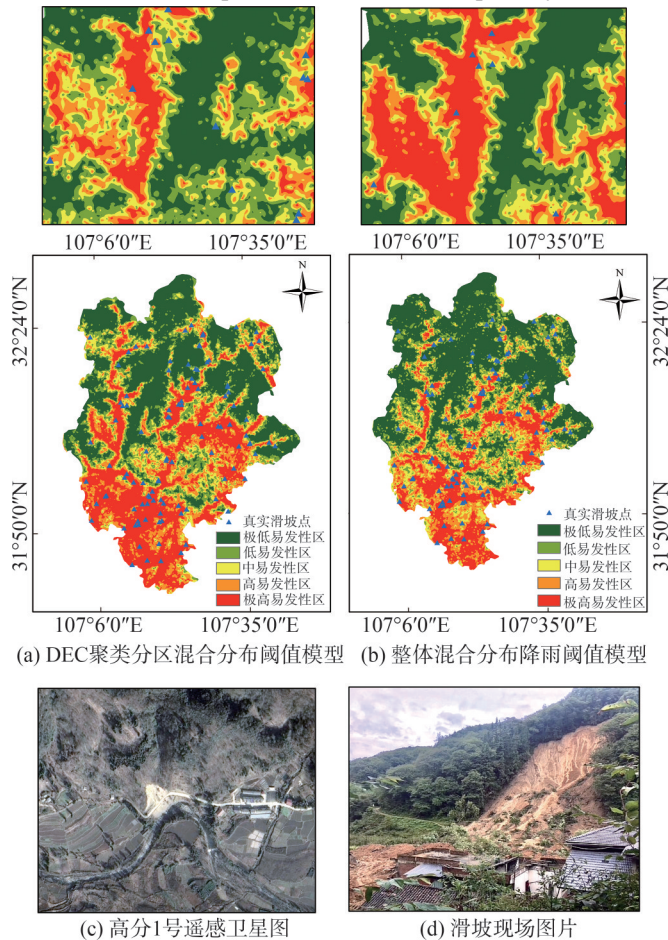 107°6′0″E 107°35′0″E 107°6′0″E 107°35′0″E
N N
32°24′0″N 32°24′0″N
31°50′0″N 31°50′0″N
真实滑坡点 真实滑坡点
极低易发性区 极低易发性区
低易发性区 低易发性区
中易发性区 中易发性区
高易发性区 高易发性区
极高易发性区 极高易发性区
107°6′0″E 107°35′0″E 107°6′0″E 107°35′0″E
(a) DEC聚类分区混合分布阈值模型 (b) 整体混合分布降雨阈值模型
(c) 高分1号遥感卫星图 (d) 滑坡现场图片